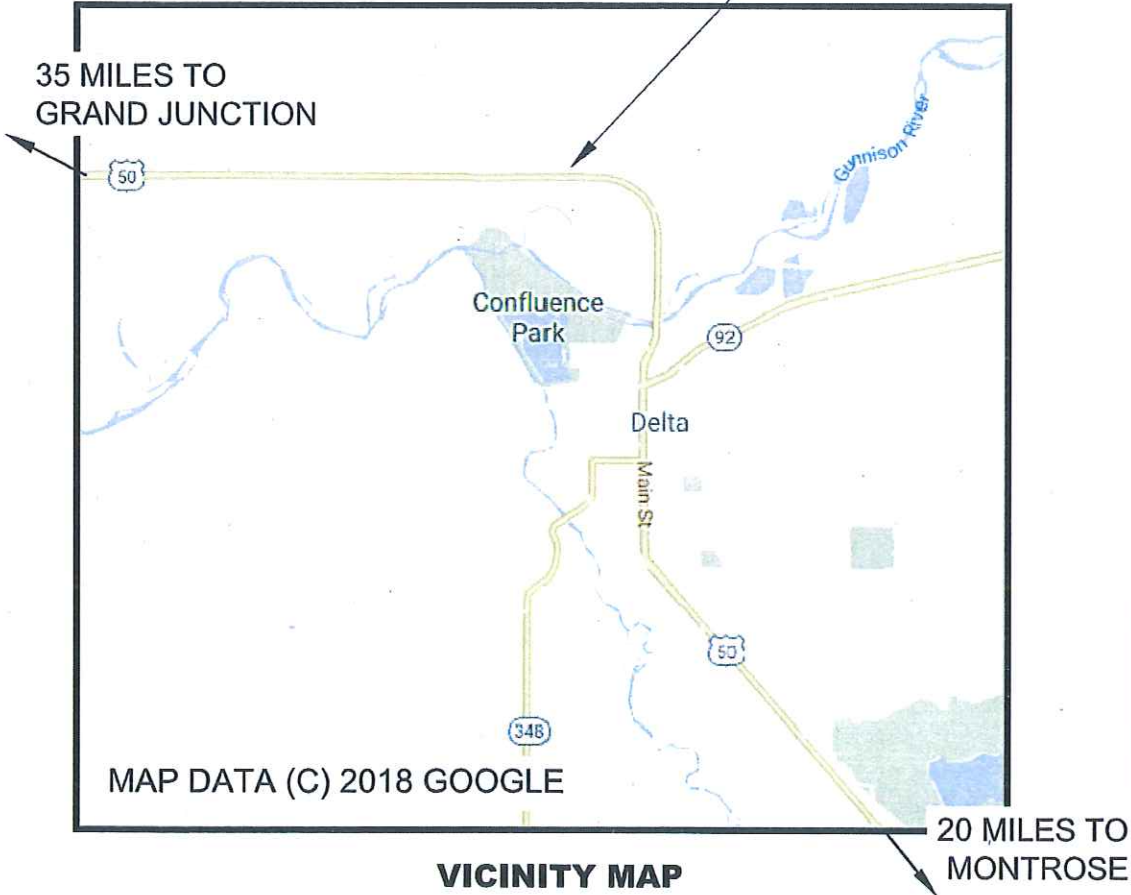 35 MILES TO
GRAND JUNCTION
50
Gunnison River
Confluence
Park
92
Delta
Main St
50
348
MAP DATA (C) 2018 GOOGLE
20 MILES TO
MONTROSE
VICINITY MAP